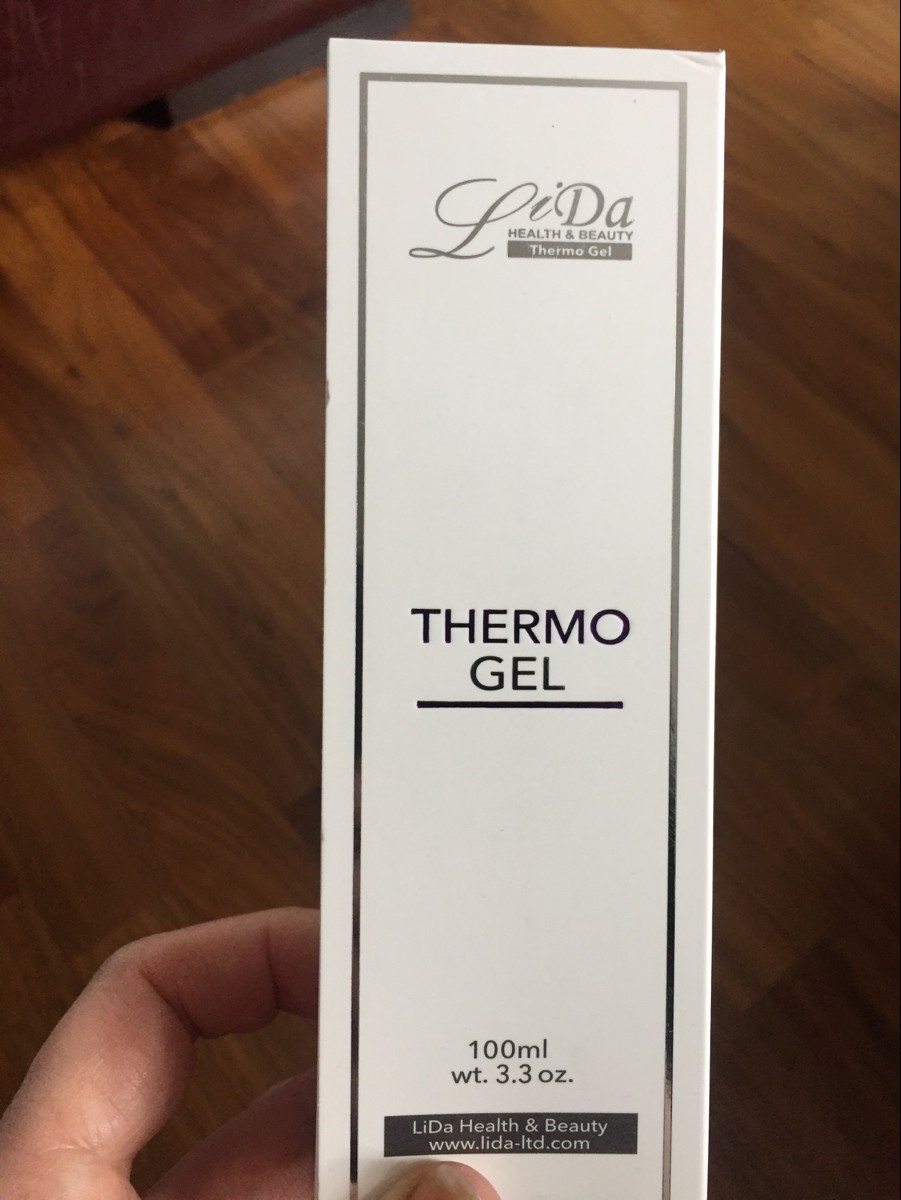 LiDa
HEALTH & BEAUTY
Thermo Gel
THERMO
GEL
100ml
wt. 3.3 oz.
LiDa Health & Beauty
www.lida-ltd.com